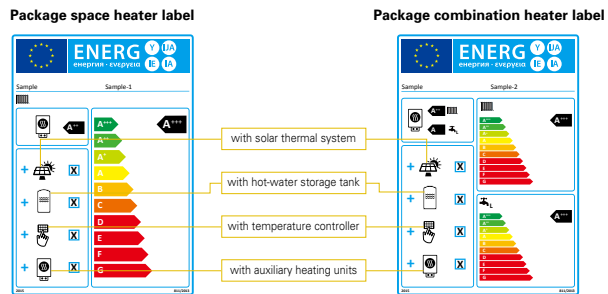 Package space heater label
Package combination heater label
ENERG Y IJA IE IA
енергия · ενεργεια
Sample Sample-1
A++
A+++
A+++
A++
A+
A
B
C
D
E
F
G
X
X
X
X
2015 811/2013
with solar thermal system
with hot-water storage tank
with temperature controller
with auxiliary heating units
ENERG Y IJA IE IA
енергия · ενεργεια
Sample Sample-2
A++
A
L
X
X
X
X
A+++
A+++
A++
A+
A
B
C
D
E
F
G
L
A+++
A+++
A++
A+
A
B
C
D
E
F
G
2015 811/2013